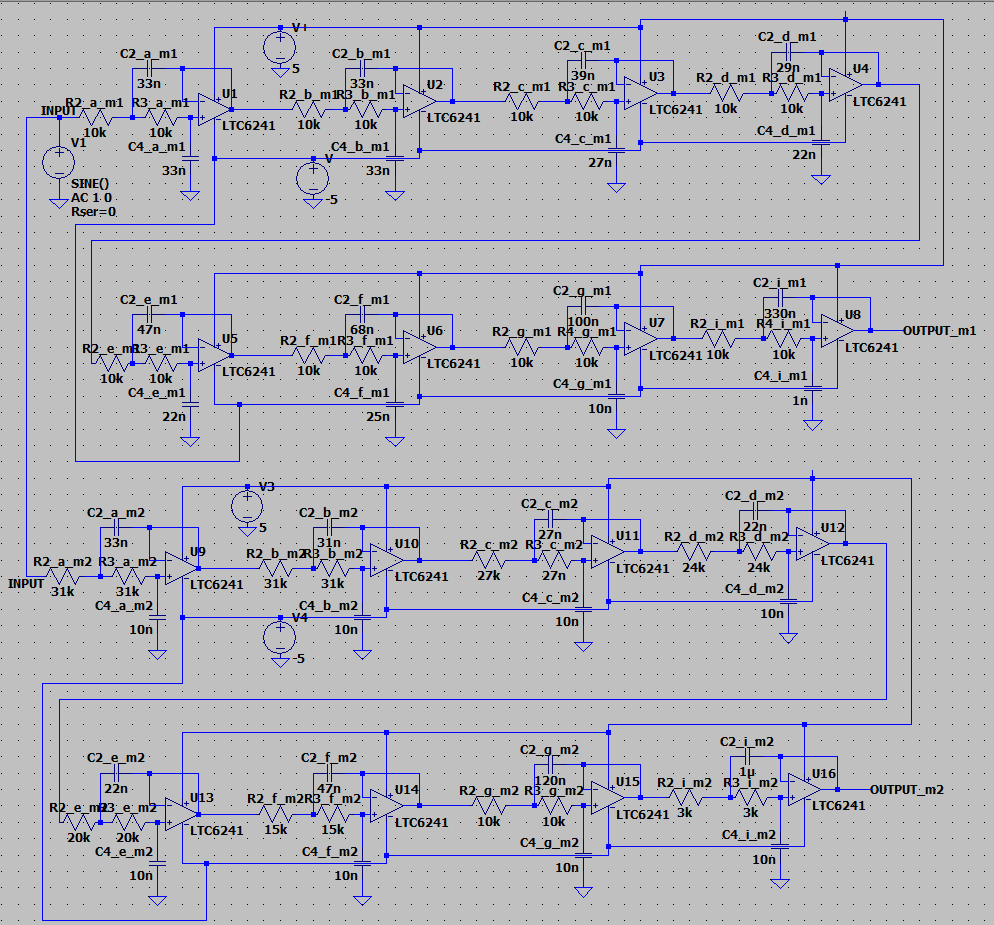 V+
5
C2_a_m1
33n
C2_b_m1
33n
C2_c_m1
39n
C2_d_m1
29n
INPUT
R2_a_m1
10k
R3_a_m1
10k
U1
LTC6241
R2_b_m1
10k
R3_b_m1
10k
U2
LTC6241
R2_c_m1
10k
R3_c_m1
10k
U3
LTC6241
R2_d_m1
10k
R3_d_m1
10k
U4
LTC6241
V1
SINE()
AC 1 0
Rser=0
C4_a_m1
33n
V
-5
C4_b_m1
33n
C4_c_m1
27n
C4_d_m1
22n
C2_e_m1
47n
C2_f_m1
68n
C2_g_m1
100n
C2_i_m1
330n
R2_e_m1
10k
R3_e_m1
10k
U5
LTC6241
R2_f_m1
10k
R3_f_m1
10k
U6
LTC6241
R2_g_m1
10k
R4_g_m1
10k
U7
LTC6241
R2_i_m1
10k
R4_i_m1
10k
U8
LTC6241
OUTPUT_m1
C4_e_m1
22n
C4_f_m1
25n
C4_g_m1
10n
C4_i_m1
1n
V3
5
C2_a_m2
33n
C2_b_m2
31n
C2_c_m2
27n
C2_d_m2
22n
INPUT
R2_a_m2
31k
R3_a_m2
31k
U9
LTC6241
R2_b_m2
31k
R3_b_m2
31k
U10
LTC6241
R2_c_m2
27k
R3_c_m2
27n
U11
LTC6241
R2_d_m2
24k
R3_d_m2
24k
U12
LTC6241
C4_a_m2
10n
V4
-5
C4_b_m2
10n
C4_c_m2
10n
C4_d_m2
10n
C2_e_m2
22n
C2_f_m2
47n
C2_g_m2
120n
C2_i_m2
1µ
R2_e_m2
20k
R3_e_m2
20k
U13
LTC6241
R2_f_m2
15k
R3_f_m2
15k
U14
LTC6241
R2_g_m2
10k
R3_g_m2
10k
U15
LTC6241
R2_i_m2
3k
R3_i_m2
3k
U16
LTC6241
OUTPUT_m2
C4_e_m2
10n
C4_f_m2
10n
C4_g_m2
10n
C4_i_m2
10n